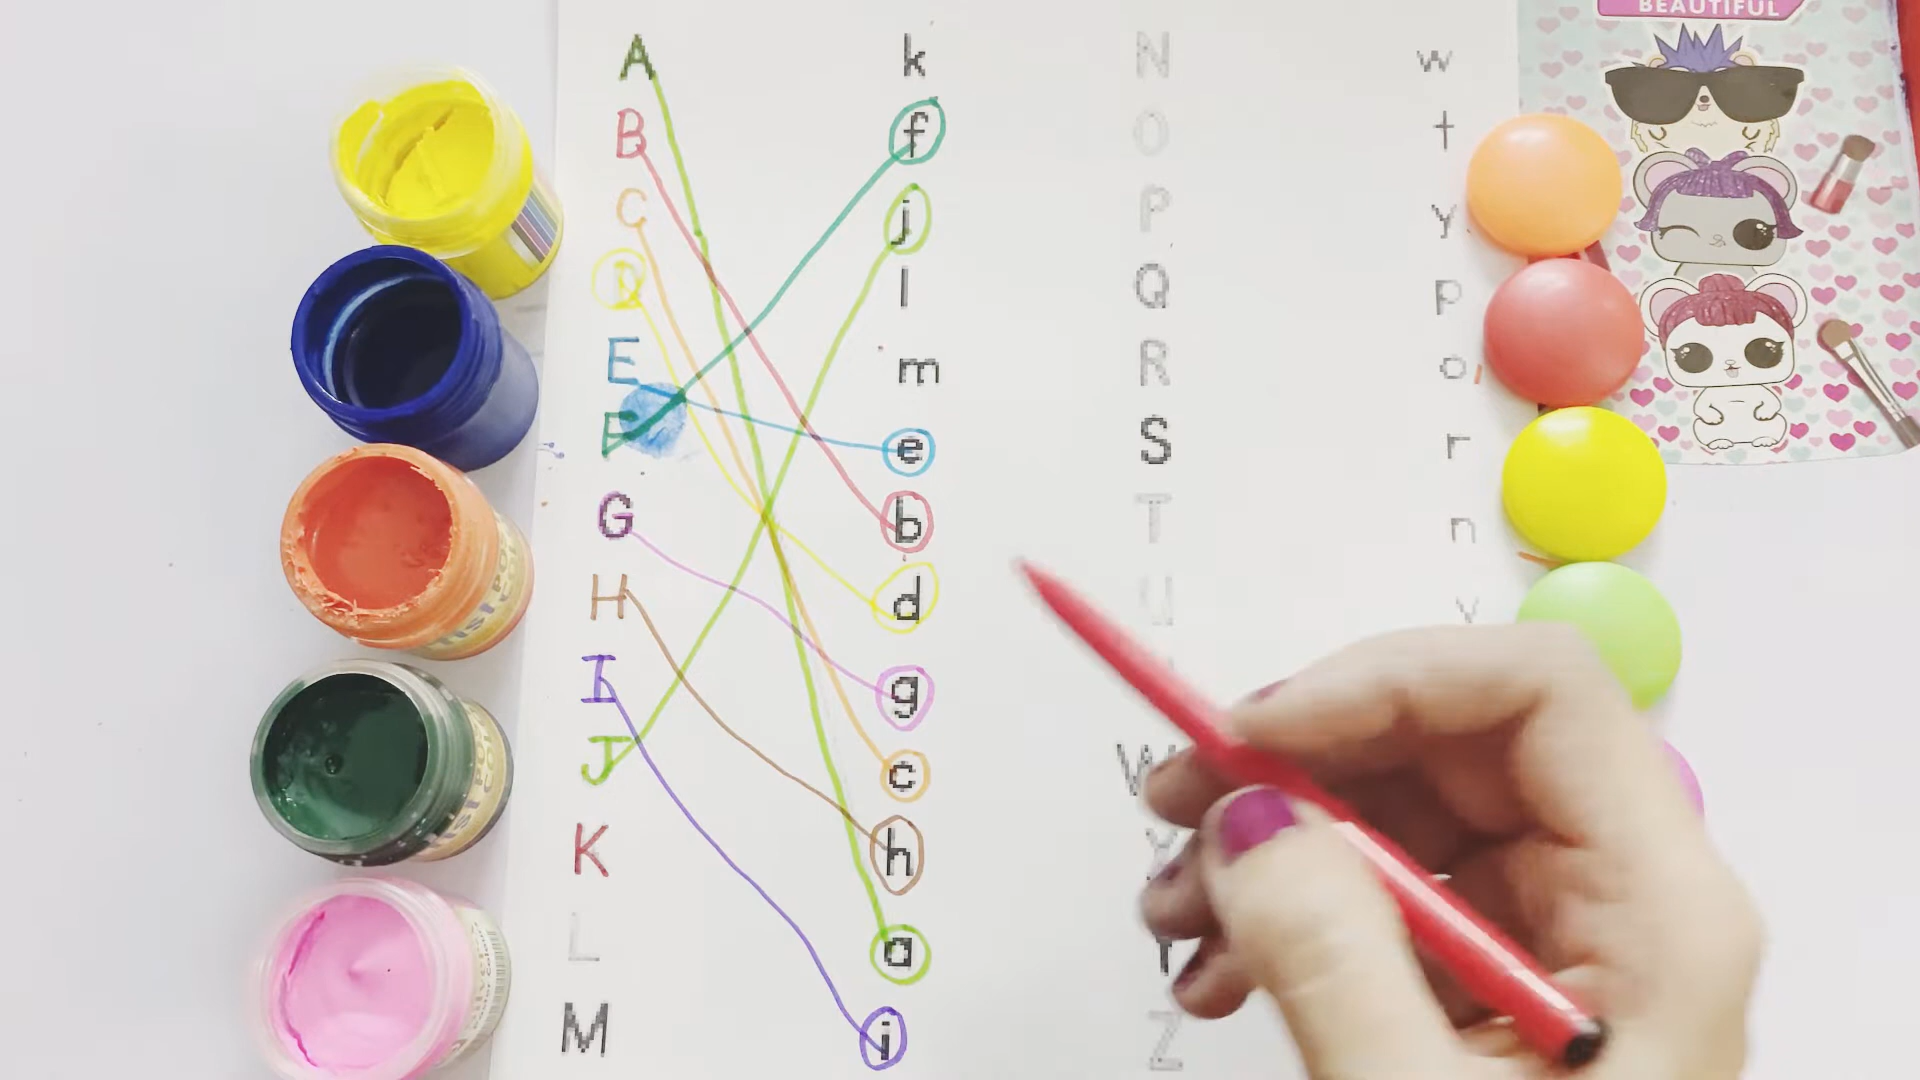 BEAUTIFUL
A k N w
B f O t
C j P y
D l Q p
E m R o
F e S r
G b T n
H d U v
I g
J c W
K h
L a Y
M i Z